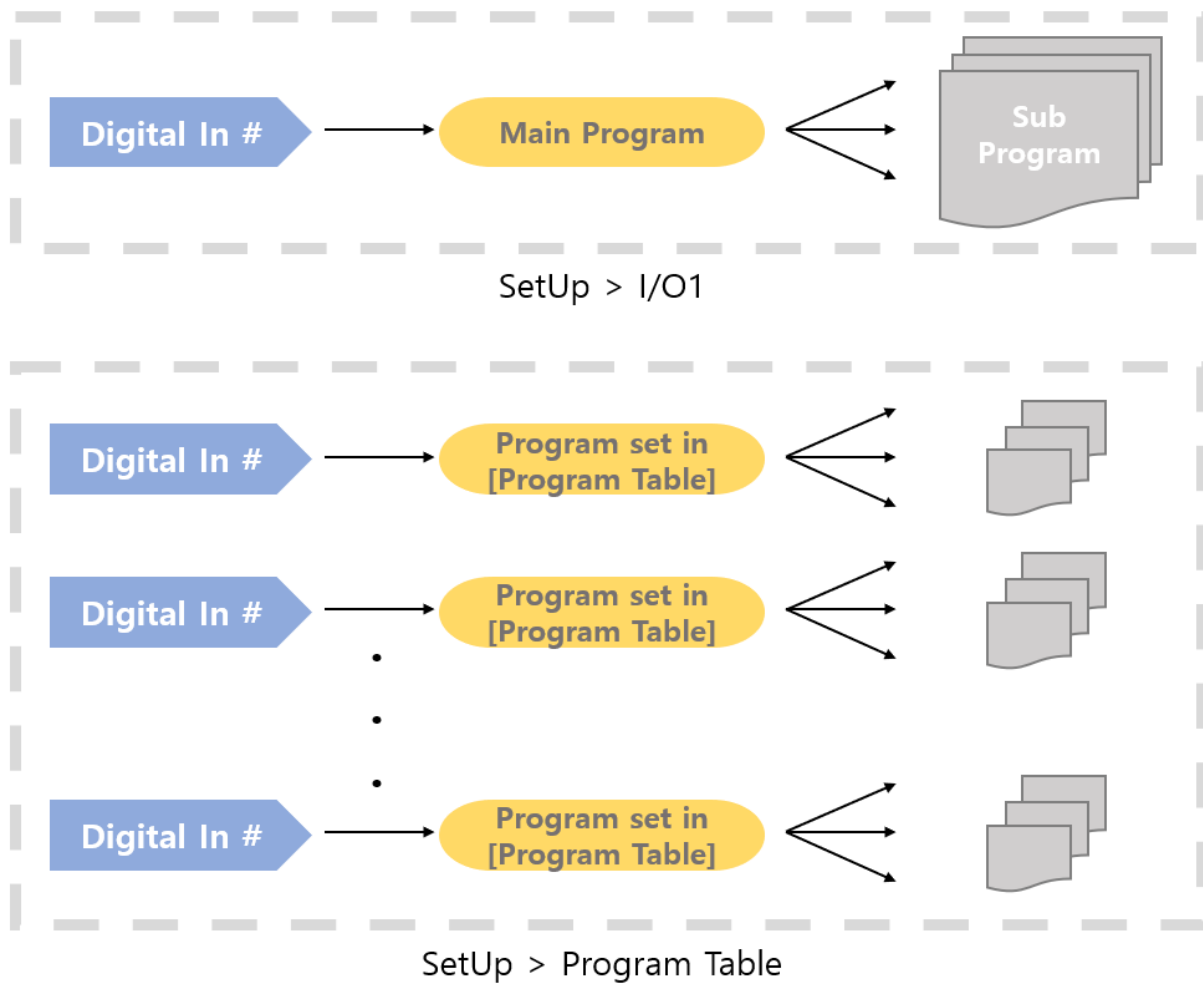 Digital In #
Main Program
Sub
Program
SetUp > I/O1
Digital In #
Program set in
[Program Table]
Digital In #
Program set in
[Program Table]
Digital In #
Program set in
[Program Table]
SetUp > Program Table